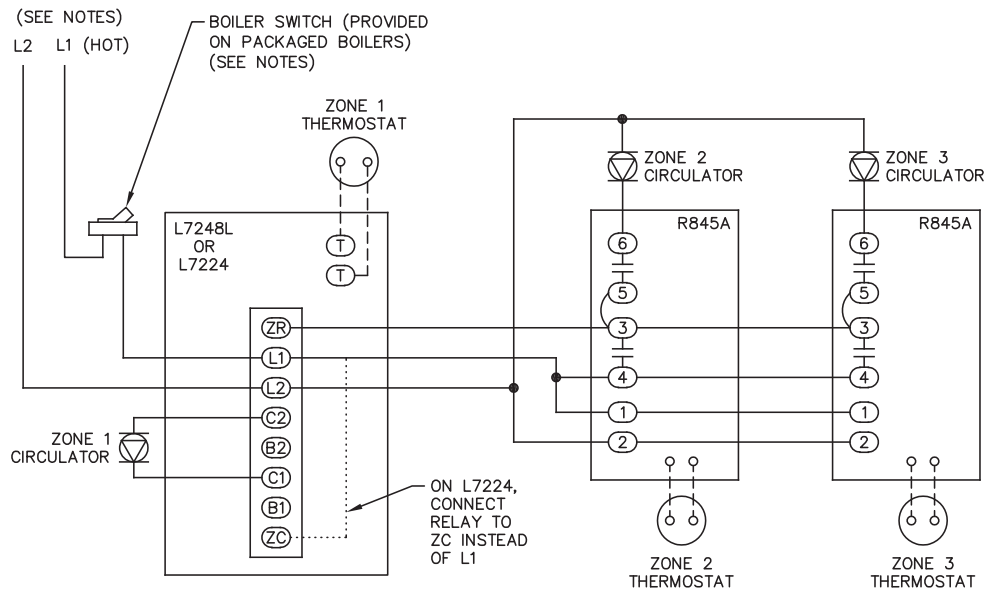 (SEE NOTES)
L2 L1 (HOT)
BOILER SWITCH (PROVIDED
ON PACKAGED BOILERS)
(SEE NOTES)
ZONE 1
THERMOSTAT
ZONE 2
CIRCULATOR
ZONE 3
CIRCULATOR
L7248L
OR
L7224
T
T
R845A
6
5
3
4
1
2
R845A
6
5
3
4
1
2
ZR
L1
L2
C2
B2
C1
B1
ZC
ZONE 1
CIRCULATOR
ON L7224,
CONNECT
RELAY TO
ZC INSTEAD
OF L1
ZONE 2
THERMOSTAT
ZONE 3
THERMOSTAT